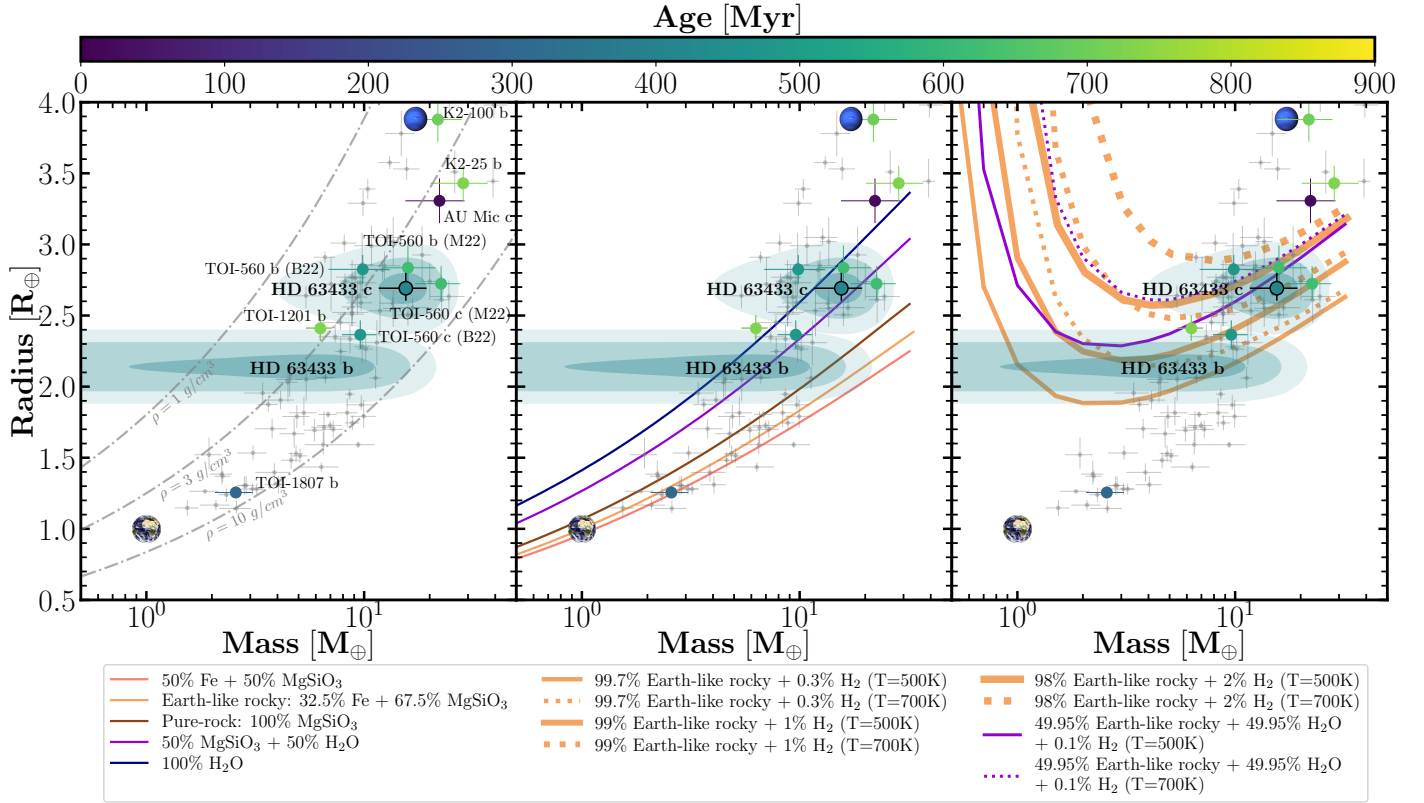 Age [Myr]
0 100 200 300 400 500 600 700 800 900
Radius [R⊕]
4.0
3.5
3.0
2.5
2.0
1.5
1.0
0.5
K2-100 b
K2-25 b
AU Mic c
TOI-560 b (M22)
TOI-560 b (B22)
HD 63433 c
TOI-560 c (M22)
TOI-1201 b
TOI-560 c (B22)
HD 63433 b
ρ = 1 g/cm³
ρ = 3 g/cm³
TOI-1807 b
ρ = 10 g/cm³
HD 63433 c
HD 63433 b
HD 63433 c
HD 63433 b
10⁰ 10¹ 10⁰ 10¹ 10⁰ 10¹
Mass [M⊕] Mass [M⊕] Mass [M⊕]
50% Fe + 50% MgSiO₃
Earth-like rocky: 32.5% Fe + 67.5% MgSiO₃
Pure-rock: 100% MgSiO₃
50% MgSiO₃ + 50% H₂O
100% H₂O
99.7% Earth-like rocky + 0.3% H₂ (T=500K)
99.7% Earth-like rocky + 0.3% H₂ (T=700K)
99% Earth-like rocky + 1% H₂ (T=500K)
99% Earth-like rocky + 1% H₂ (T=700K)
98% Earth-like rocky + 2% H₂ (T=500K)
98% Earth-like rocky + 2% H₂ (T=700K)
49.95% Earth-like rocky + 49.95% H₂O
+ 0.1% H₂ (T=500K)
49.95% Earth-like rocky + 49.95% H₂O
+ 0.1% H₂ (T=700K)